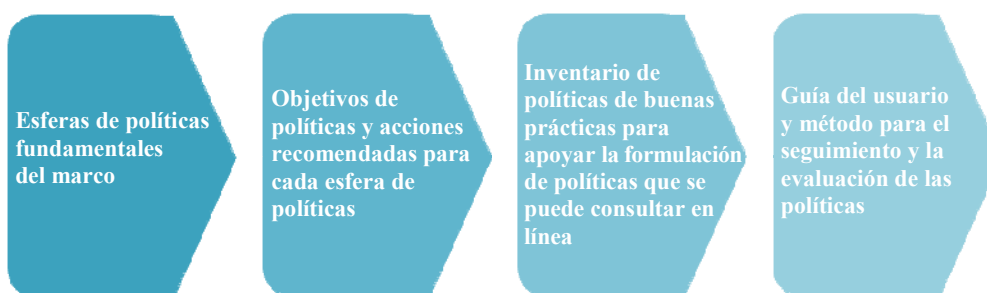 Esferas de políticas
fundamentales
del marco
Objetivos de
políticas y acciones
recomendadas para
cada esfera de
políticas
Inventario de
políticas de buenas
prácticas para
apoyar la formulación
de políticas que se
puede consultar en
línea
Guía del usuario
y método para el
seguimiento y la
evaluación de las
políticas